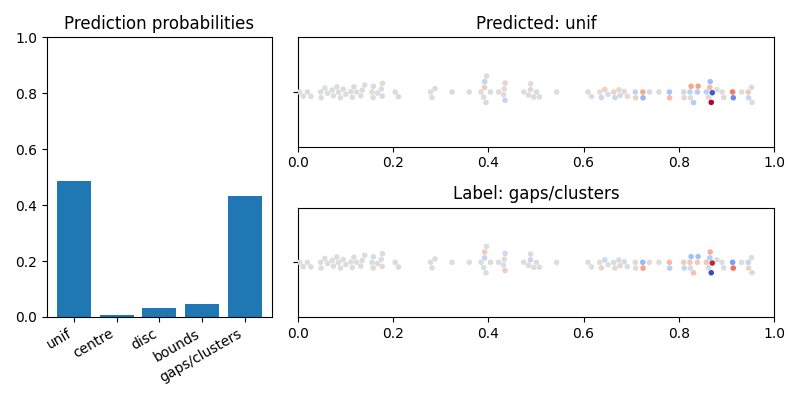 Prediction probabilities
1.0
0.8
0.6
0.4
0.2
0.0
unif
centre
disc
bounds
gaps/clusters
Predicted: unif
0.0 0.2 0.4 0.6 0.8 1.0
Label: gaps/clusters
0.0 0.2 0.4 0.6 0.8 1.0